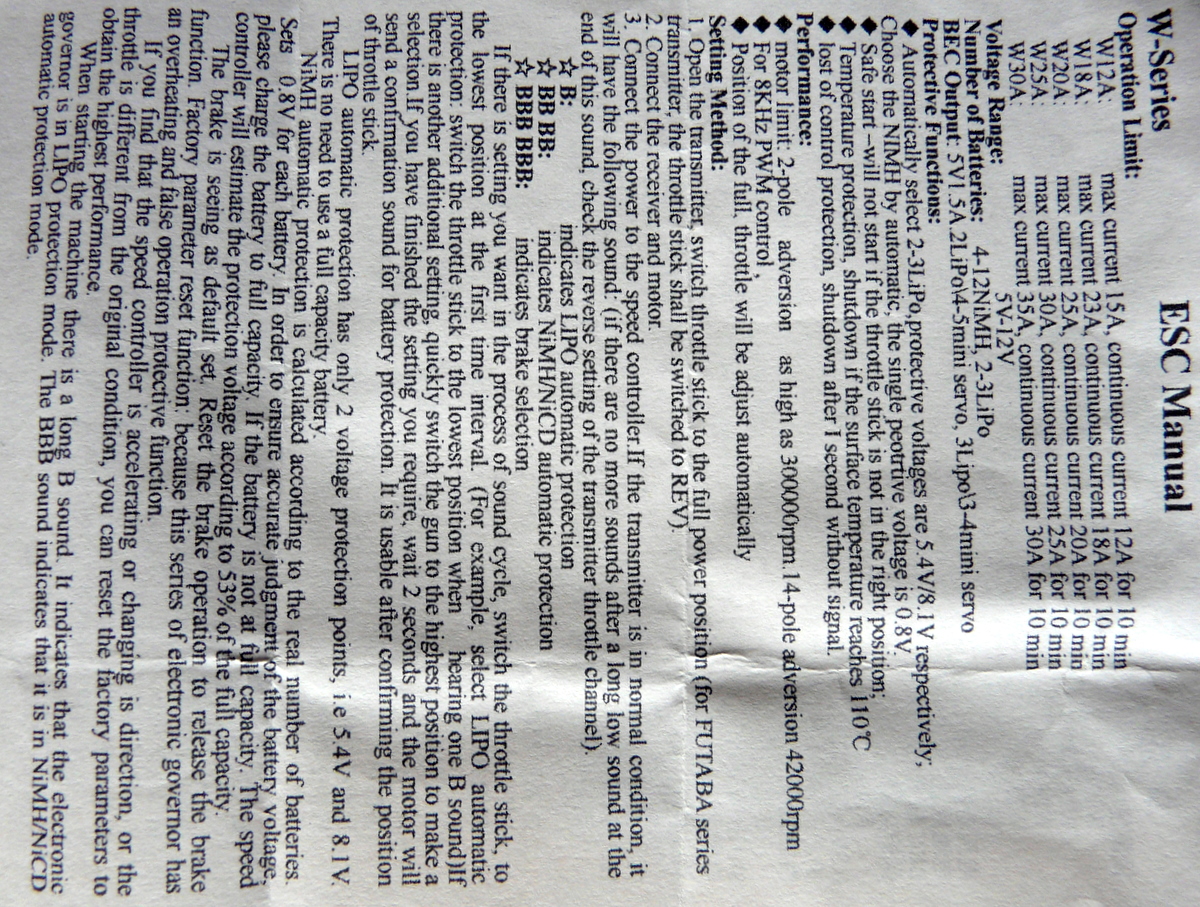 ESC Manual
W-Series
Operation Limit:
W12A: max current 15A, continuous current 12A for 10 min
W18A: max current 23A, continuous current 18A for 10 min
W20A: max current 25A, continuous current 20A for 10 min
W25A: max current 30A, continuous current 25A for 10 min
W30A: max current 35A, continuous current 30A for 10 min
Voltage Range: 5V-12V
Number of Batteries: 4-12NiMH, 2-3LiPo
BEC Output: 5V1.5A 2LiPo\4-5mini servo, 3Lipo\3-4mini servo
Protective Functions:
◆ Automatically select 2-3LiPo,protective voltages are 5.4V/8.1V respectively;
Choose the NiMH by automatic, the single peotrtive voltage is 0.8V.
◆ Safe start –will not start if the throttle stick is not in the right position;
◆ Temperature protection, shutdown if the surface temperature reaches 110℃
◆ lost of control protection, shutdown after 1 second without signal.
Performance:
◆ motor limit: 2-pole adversion as high as 300000rpm.14-pole adversion 42000rpm
◆ For 8KHz PWM control ,
◆ Position of the full, throttle will be adjust automatically
Setting Method:
1. Open the transmitter, switch throttle stick to the full power position (for FUTABA series
transmitter, the throttle stick shall be switched to REV).
2. Connect the receiver and motor.
3. Connect the power to the speed controller.If the transmitter is in normal condition, it
will have the following sound: (if there are no more sounds after a long low sound at the
end of this sound, check the reverse setting of the transmitter throttle channel).
☆ B: indicates LIPO automatic protection
☆ BB BB: indicates NiMH/NiCD automatic protection
☆ BBB BBB: indicates brake selection
If there is setting you want in the process of sound cycle, switch the throttle stick, to
the lowest position at the first time interval. (For example, select LIPO automatic
protection: switch the throttle stick to the lowest position when hearing one B sound)If
there is another additional setting, quickly switch the gun to the highest position to make a
selection.If you have finished the setting you require, wait 2 seconds and the motor will
send a confirmation sound for battery protection. It is usable after confirming the position
of throttle stick.
LIPO automatic protection has only 2 voltage protection points, i.e 5.4V and 8.1V.
There is no need to use a full capacity battery.
NiMH automatic protection is calculated according to the real number of batteries.
Sets 0.8V for each battery. In order to ensure accurate judgment of the battery voltage,
please charge the battery to full capacity. If the battery is not at full capacity. The speed
controller will estimate the protection voltage according to 53% of the full capacity.
The brake is seeing as default set, Reset the brake operation to release the brake
function. Factory parameter reset function: because this series of electronic governor has
an overheating and false operation protective function.
If you find that the speed controller is accelerating or changing is direction, or the
throttle is different from the original condition, you can reset the factory parameters to
obtain the highest performance.
When starting the machine there is a long B sound. It indicates that the electronic
governor is in LIPO protection mode. The BBB sound indicates that it is in NiMH/NiCD
automatic protection mode.